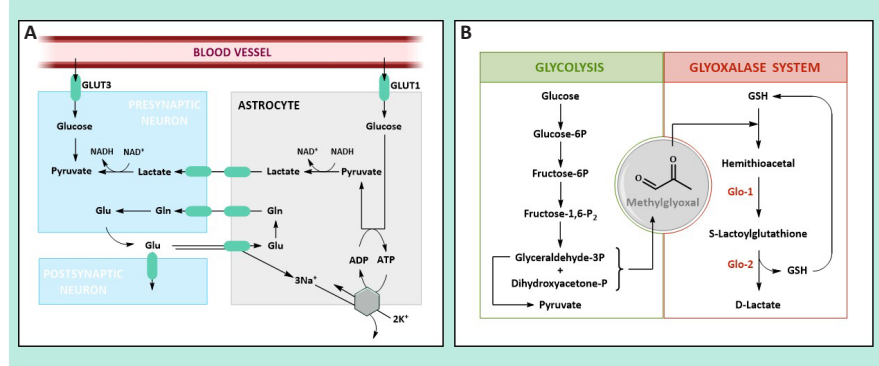 A
BLOOD VESSEL
GLUT3
GLUT1
PRESYNAPTIC
NEURON
ASTROCYTE
Glucose
Glucose
NADH
NAD⁺
NAD⁺
NADH
Pyruvate
Lactate
Lactate
Pyruvate
Glu
Gln
Gln
Glu
Glu
ADP
ATP
POSTSYNAPTIC
NEURON
3Na⁺
2K⁺
B
GLYCOLYSIS
GLYOXALASE SYSTEM
Glucose
Glucose-6P
Fructose-6P
Fructose-1,6-P₂
Glyceraldehyde-3P
+
Dihydroxyacetone-P
Pyruvate
O
O
Methylglyoxal
GSH
Hemithioacetal
Glo-1
S-Lactoylglutathione
Glo-2
GSH
D-Lactate